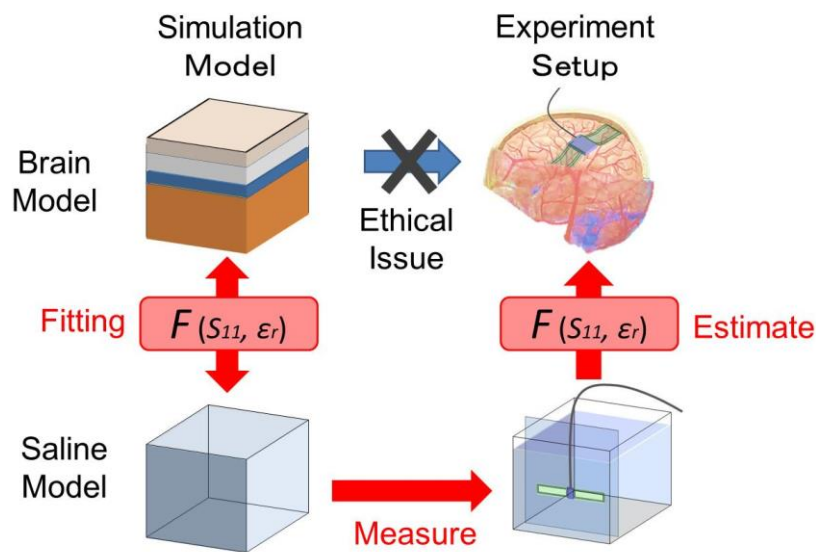 Simulation
Model
Experiment
Setup
Brain
Model
Ethical
Issue
Fitting
F (S11, εr)
F (S11, εr)
Estimate
Saline
Model
Measure